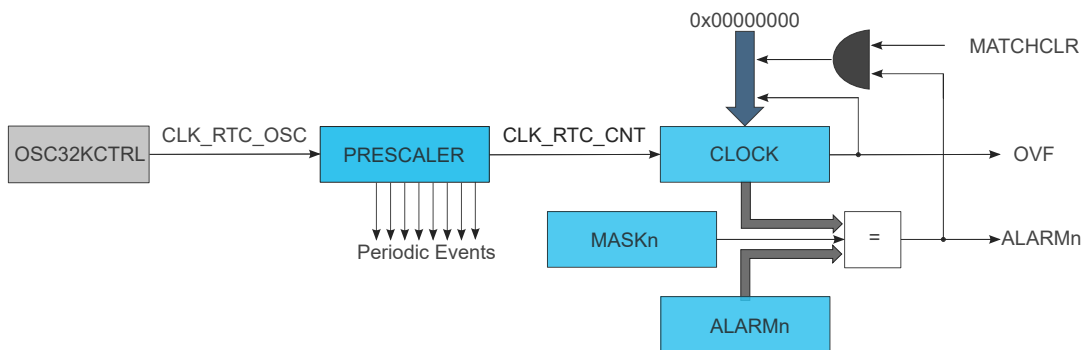 0x00000000
MATCHCLR
OSC32KCTRL
CLK_RTC_OSC
PRESCALER
CLK_RTC_CNT
CLOCK
OVF
Periodic Events
MASKn
=
ALARMn
ALARMn